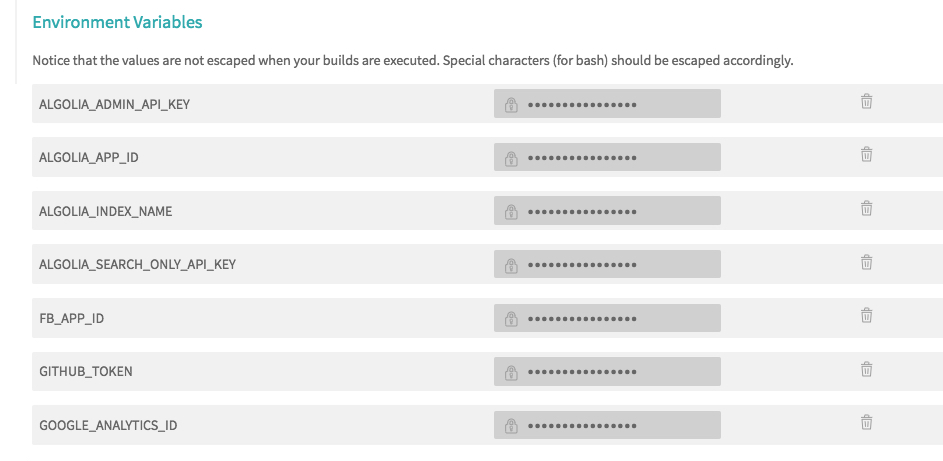 Environment Variables
Notice that the values are not escaped when your builds are executed. Special characters (for bash) should be escaped accordingly.
ALGOLIA_ADMIN_API_KEY ••••••••••••••••
ALGOLIA_APP_ID ••••••••••••••••
ALGOLIA_INDEX_NAME ••••••••••••••••
ALGOLIA_SEARCH_ONLY_API_KEY ••••••••••••••••
FB_APP_ID ••••••••••••••••
GITHUB_TOKEN ••••••••••••••••
GOOGLE_ANALYTICS_ID ••••••••••••••••